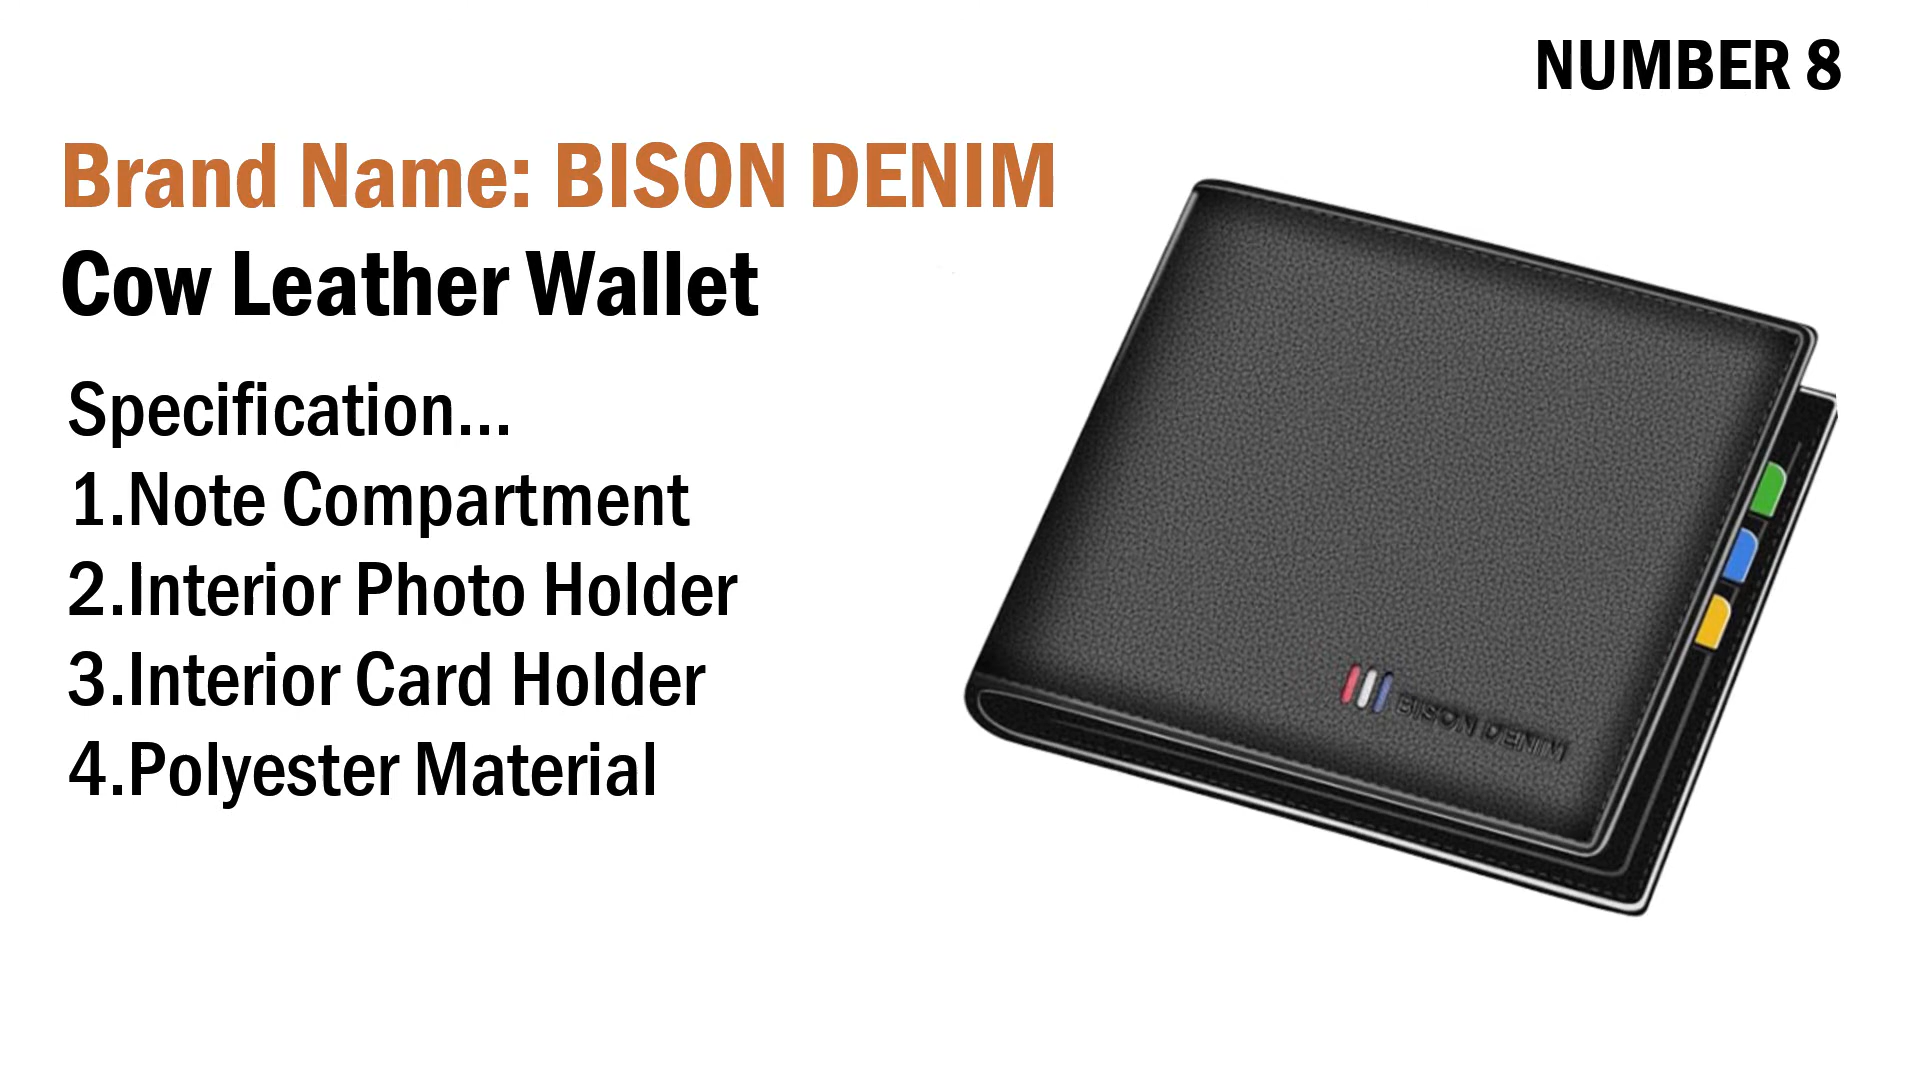 NUMBER 8
Brand Name: BISON DENIM
Cow Leather Wallet
Specification...
1.Note Compartment
2.Interior Photo Holder
3.Interior Card Holder
4.Polyester Material
BISON DENIM